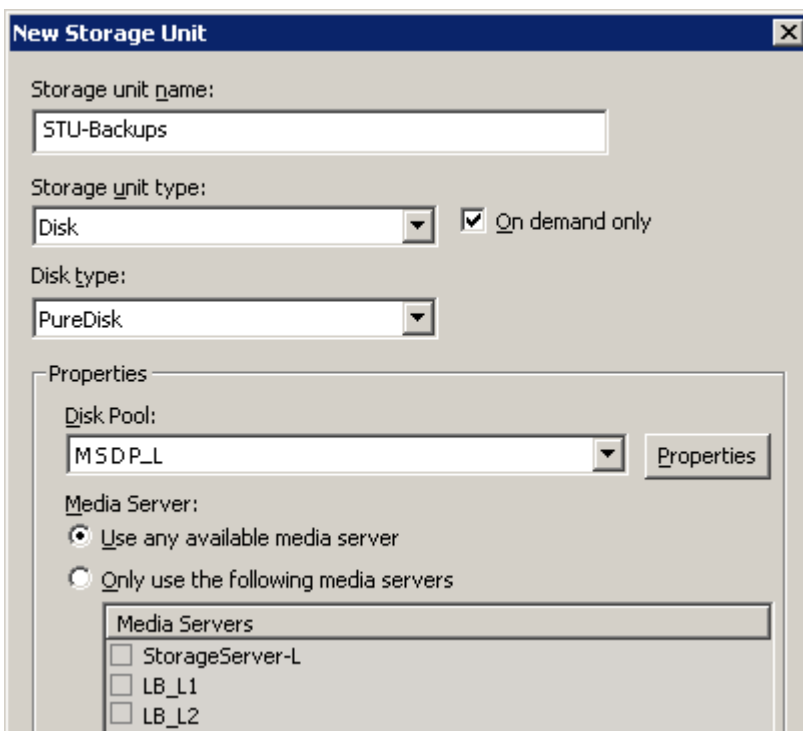 New Storage Unit
Storage unit name:
STU-Backups
Storage unit type:
Disk
On demand only
Disk type:
PureDisk
Properties
Disk Pool:
MSDP_L
Properties
Media Server:
Use any available media server
Only use the following media servers
Media Servers
StorageServer-L
LB_L1
LB_L2